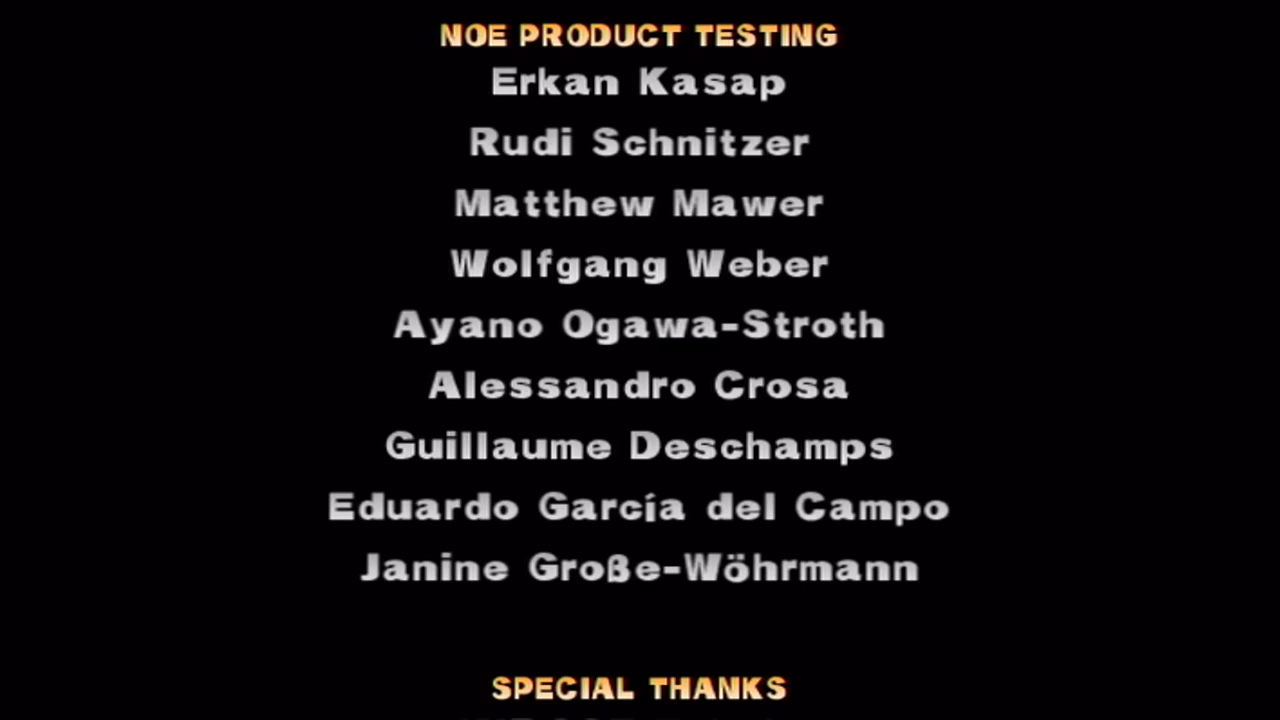 NOE PRODUCT TESTING
Erkan Kasap
Rudi Schnitzer
Matthew Mawer
Wolfgang Weber
Ayano Ogawa-Stroth
Alessandro Crosa
Guillaume Deschamps
Eduardo García del Campo
Janine Große-Wöhrmann
SPECIAL THANKS